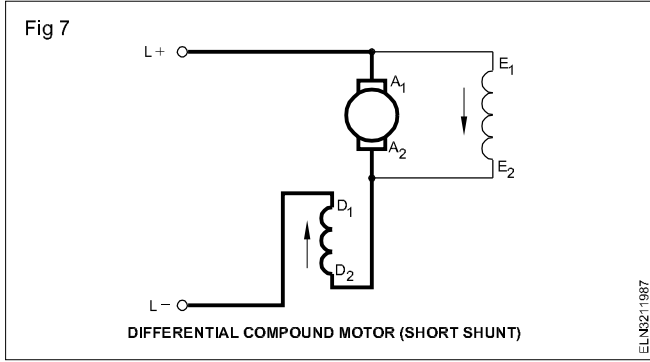 Fig 7
L+
A1
E1
A2
E2
D1
D2
L−
DIFFERENTIAL COMPOUND MOTOR (SHORT SHUNT)
ELN3211987